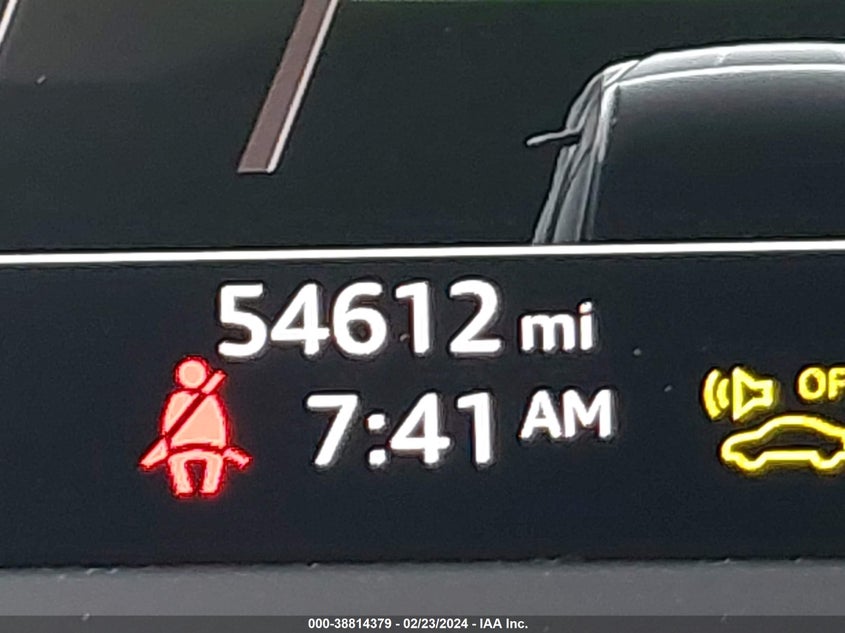 54612 mi
7:41 AM
OF
000-38814379 - 02/23/2024 - IAA Inc.